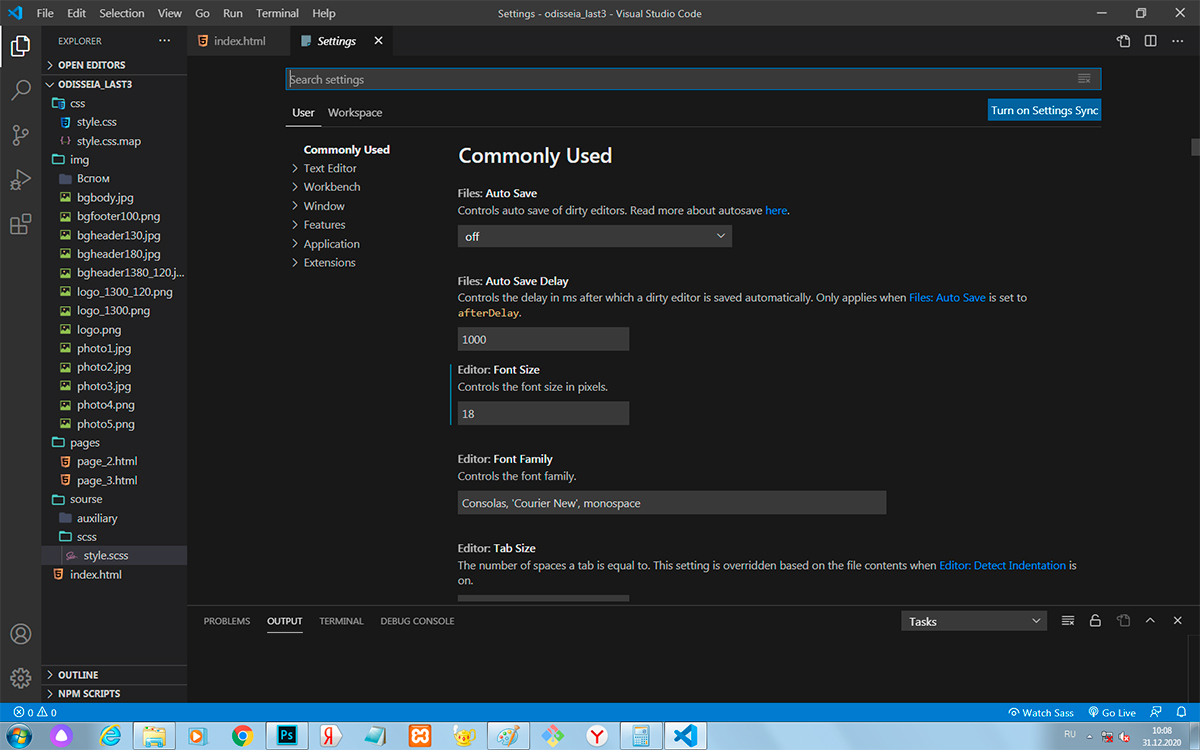 File Edit Selection View Go Run Terminal Help
Settings - odisseia_last3 - Visual Studio Code
EXPLORER
index.html
Settings
OPEN EDITORS
ODISSEIA_LAST3
css
style.css
style.css.map
img
Вспом
bgbody.jpg
bgfooter100.png
bgheader130.jpg
bgheader180.jpg
bgheader1380_120.j...
logo_1300_120.png
logo_1300.png
logo.png
photo1.jpg
photo2.jpg
photo3.jpg
photo4.png
photo5.png
pages
page_2.html
page_3.html
sourse
auxiliary
scss
style.scss
index.html
OUTLINE
NPM SCRIPTS
Search settings
User Workspace
Turn on Settings Sync
Commonly Used
Text Editor
Workbench
Window
Features
Application
Extensions
Commonly Used
Files: Auto Save
Controls auto save of dirty editors. Read more about autosave here.
off
Files: Auto Save Delay
Controls the delay in ms after which a dirty editor is saved automatically. Only applies when Files: Auto Save is set to
afterDelay.
1000
Editor: Font Size
Controls the font size in pixels.
18
Editor: Font Family
Controls the font family.
Consolas, 'Courier New', monospace
Editor: Tab Size
The number of spaces a tab is equal to. This setting is overridden based on the file contents when Editor: Detect Indentation is
on.
PROBLEMS OUTPUT TERMINAL DEBUG CONSOLE
Tasks
0 0
Watch Sass Go Live
Ps
RU
10:08
31.12.2020